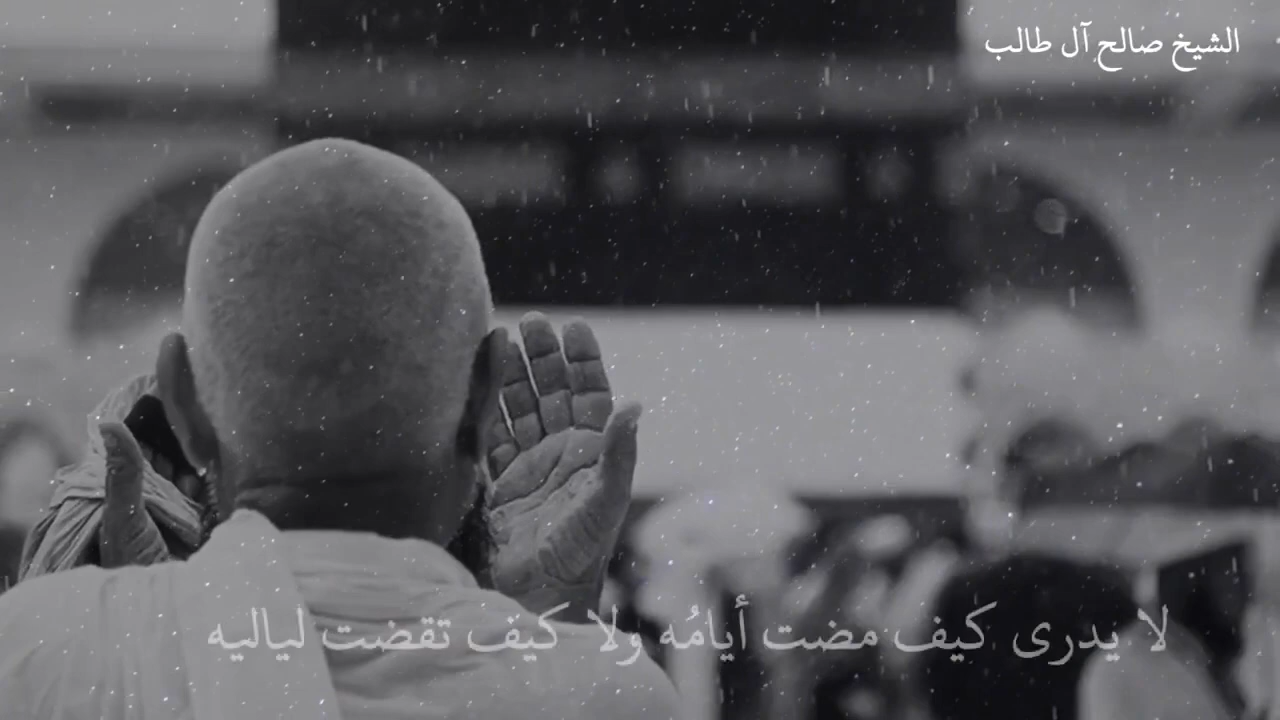 الشيخ صالح آل طالب
لا يدرى كيف مضت أيامُه ولا كيف تقضت لياليه